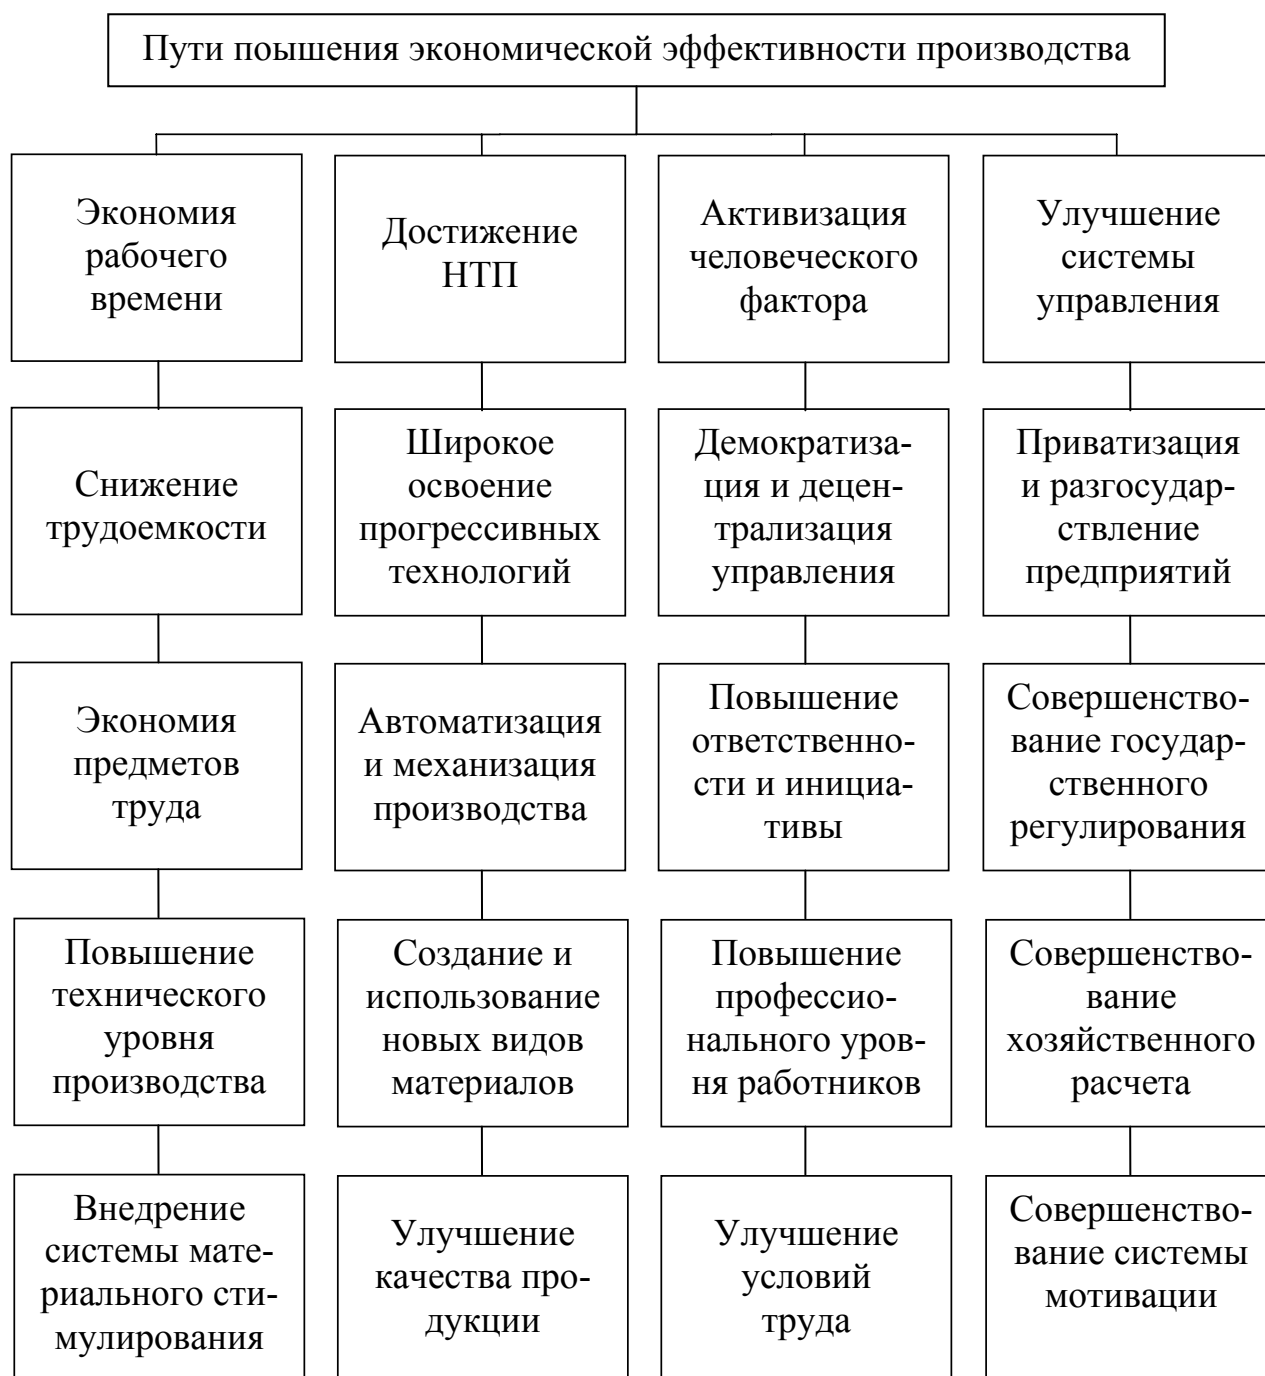 Пути поышения экономической эффективности производства
Экономия
рабочего
времени
Достижение
НТП
Активизация
человеческого
фактора
Улучшение
системы
управления
Снижение
трудоемкости
Широкое
освоение
прогрессивных
технологий
Демократиза-
ция и децен-
трализация
управления
Приватизация
и разгосудар-
ствление
предприятий
Экономия
предметов
труда
Автоматизация
и механизация
производства
Повышение
ответственно-
сти и инициа-
тивы
Совершенство-
вание государ-
ственного
регулирования
Повышение
технического
уровня
производства
Создание и
использование
новых видов
материалов
Повышение
профессио-
нального уров-
ня работников
Совершенство-
вание
хозяйственного
расчета
Внедрение
системы мате-
риального сти-
мулирования
Улучшение
качества про-
дукции
Улучшение
условий
труда
Совершенство-
вание системы
мотивации